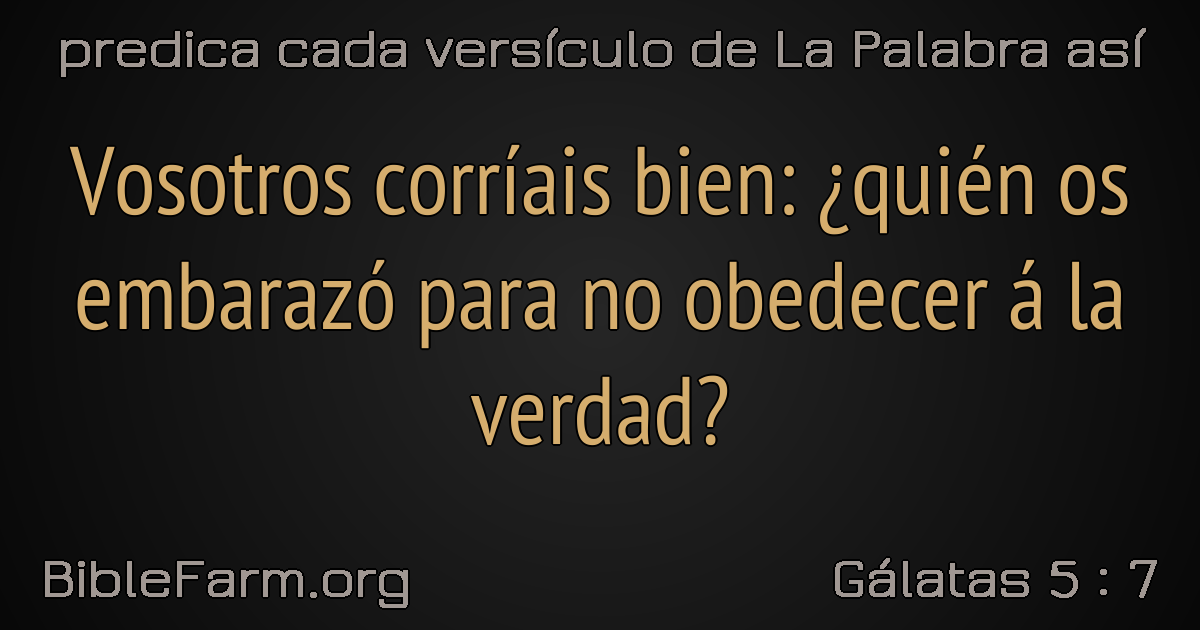 predica cada versículo de La Palabra así
Vosotros corríais bien: ¿quién os
embarazó para no obedecer á la
verdad?
BibleFarm.org
Gálatas 5 : 7